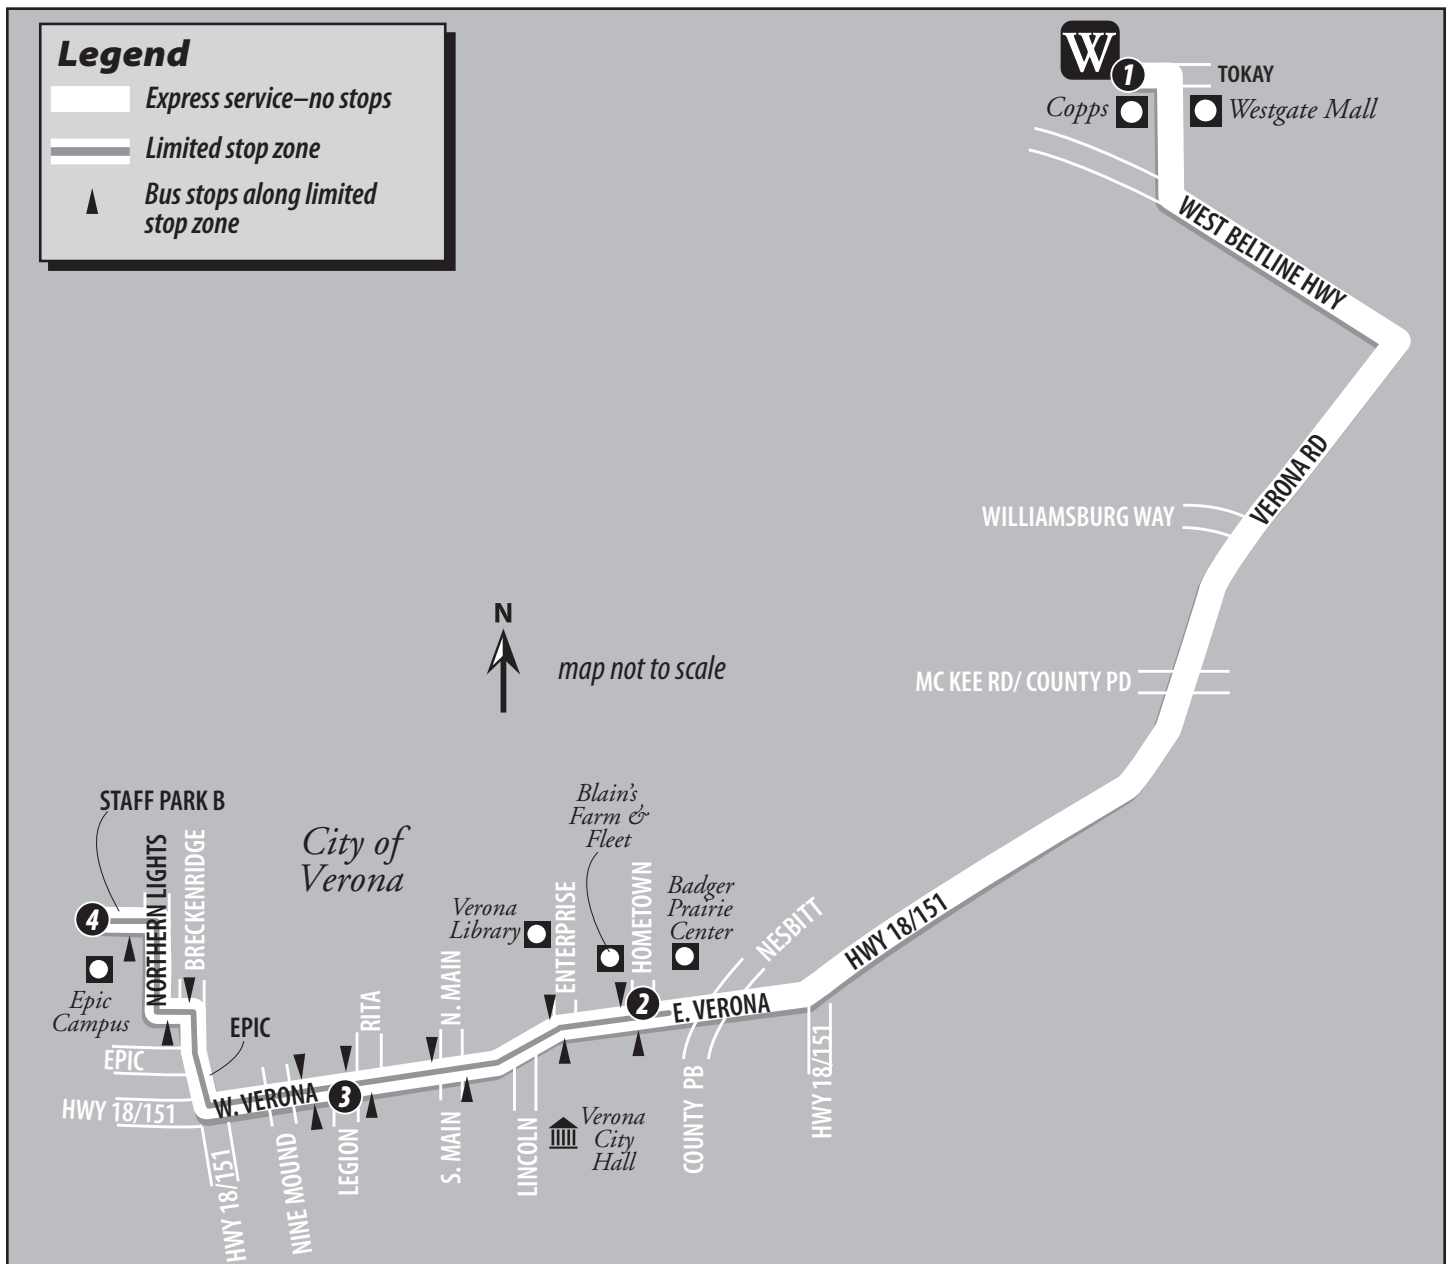 Legend
Express service–no stops
Limited stop zone
Bus stops along limited
stop zone
W
1
TOKAY
Copps
Westgate Mall
WEST BELTLINE HWY
VERONA RD
WILLIAMSBURG WAY
N
map not to scale
MC KEE RD/ COUNTY PD
STAFF PARK B
City of
Verona
Blain's
Farm &
Fleet
NORTHERN LIGHTS
BRECKENRIDGE
Verona
Library
ENTERPRISE
HOMETOWN
Badger
Prairie
Center
NESBITT
HWY 18/151
4
Epic
Campus
EPIC
RITA
N. MAIN
2
E. VERONA
EPIC
HWY 18/151
W. VERONA
3
HWY 18/151
NINE MOUND
LEGION
S. MAIN
LINCOLN
Verona
City
Hall
COUNTY PB
HWY 18/151